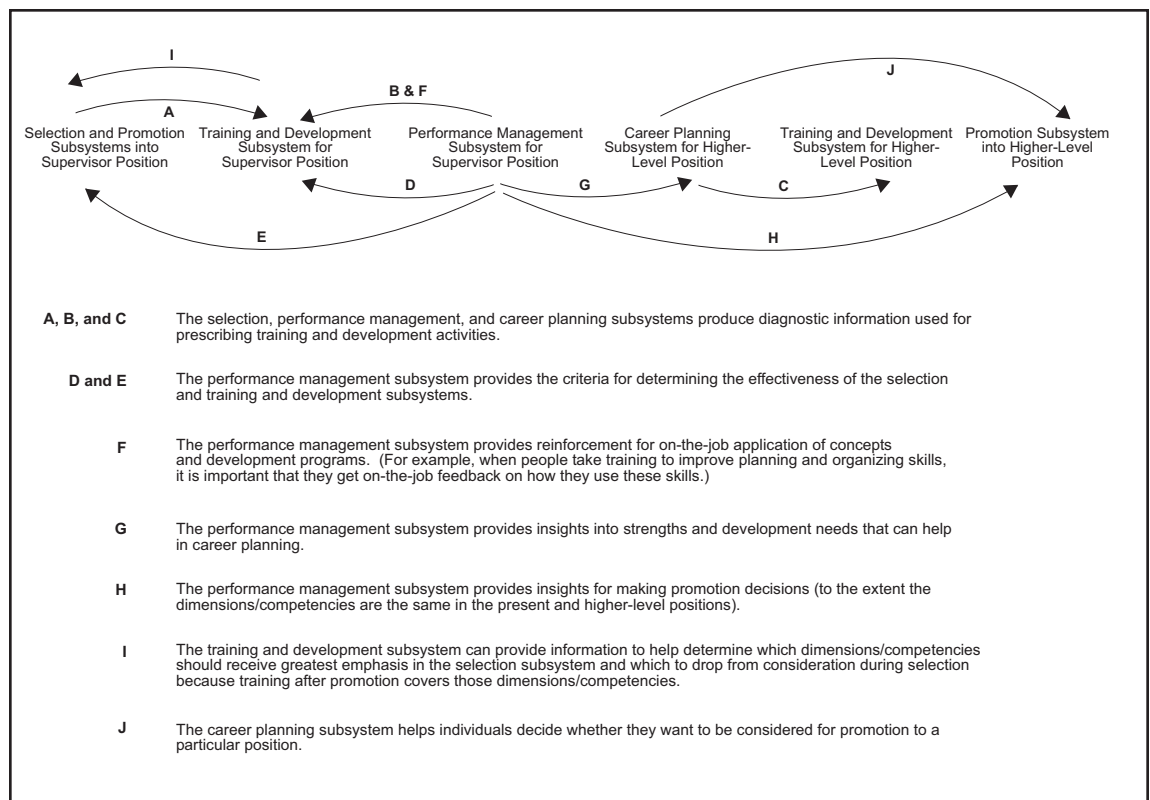 I
J
B & F
A
Selection and Promotion
Subsystems into
Supervisor Position
Training and Development
Subsystem for
Supervisor Position
Performance Management
Subsystem for
Supervisor Position
Career Planning
Subsystem for Higher-
Level Position
Training and Development
Subsystem for Higher-
Level Position
Promotion Subsystem
into Higher-Level
Position
D
G
C
E
H
A, B, and C
The selection, performance management, and career planning subsystems produce diagnostic information used for
prescribing training and development activities.
D and E
The performance management subsystem provides the criteria for determining the effectiveness of the selection
and training and development subsystems.
F
The performance management subsystem provides reinforcement for on-the-job application of concepts
and development programs. (For example, when people take training to improve planning and organizing skills,
it is important that they get on-the-job feedback on how they use these skills.)
G
The performance management subsystem provides insights into strengths and development needs that can help
in career planning.
H
The performance management subsystem provides insights for making promotion decisions (to the extent the
dimensions/competencies are the same in the present and higher-level positions).
I
The training and development subsystem can provide information to help determine which dimensions/competencies
should receive greatest emphasis in the selection subsystem and which to drop from consideration during selection
because training after promotion covers those dimensions/competencies.
J
The career planning subsystem helps individuals decide whether they want to be considered for promotion to a
particular position.